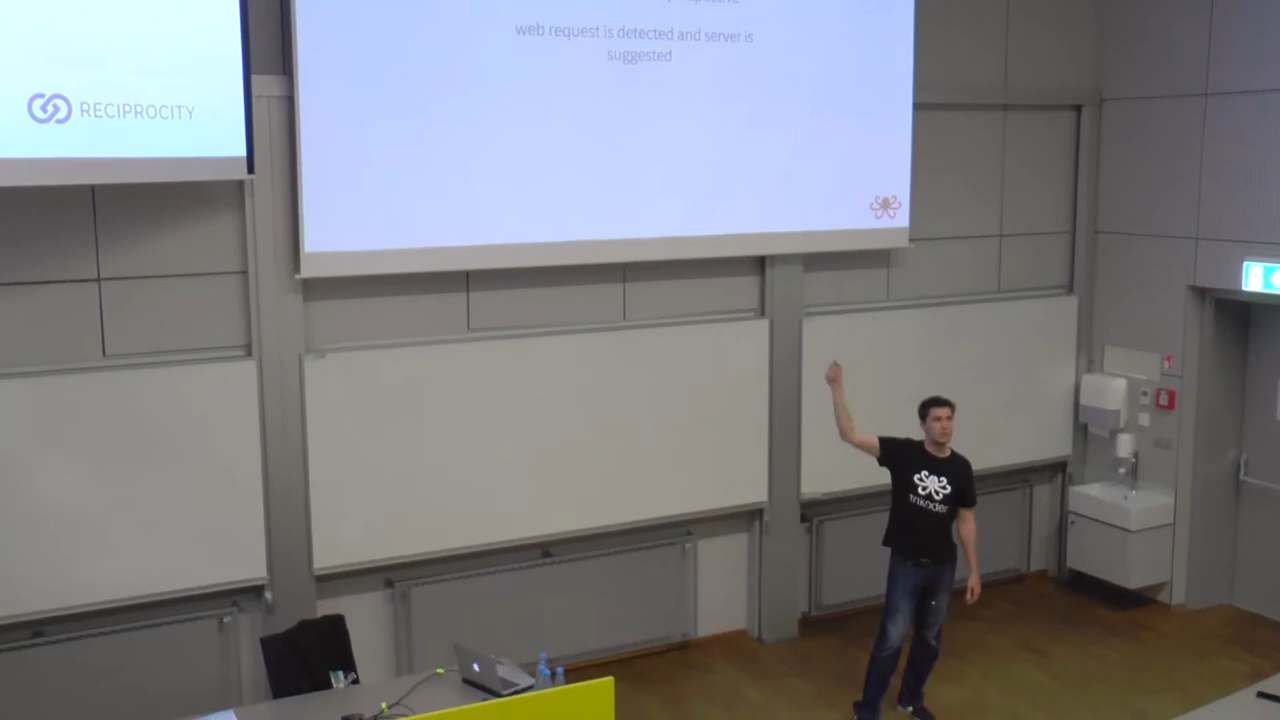 web request is detected and server is
suggested
RECIPROCITY
Trikoder